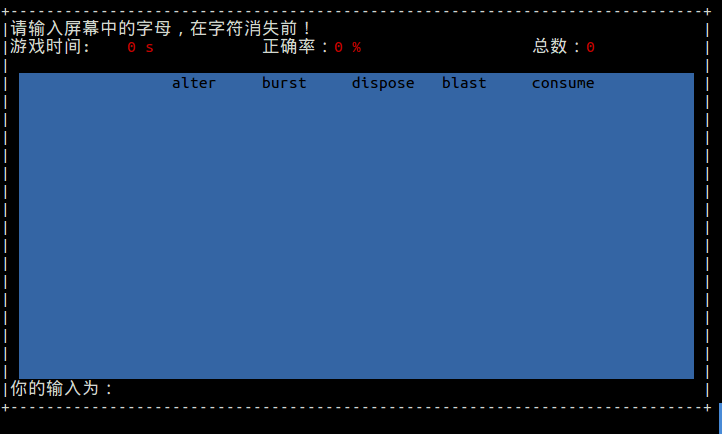 请输入屏幕中的字母，在字符消失前！
游戏时间: 0 s 正确率：0 % 总数：0
alter burst dispose blast consume
你的输入为：